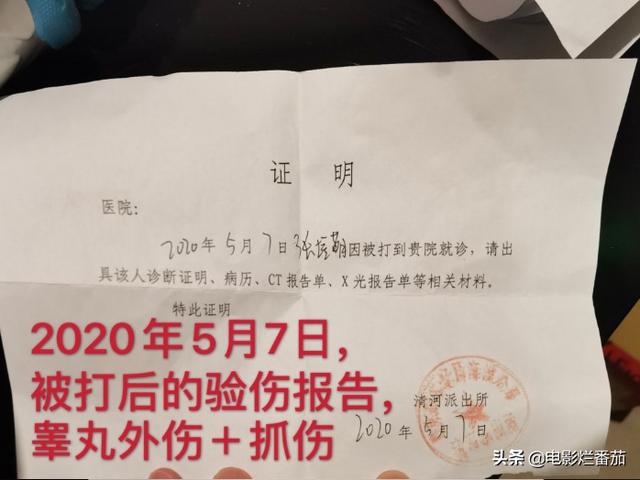 证 明
医院：
2020年5月7日张培萌因被打到贵院就诊，请出
具该人诊断证明、病历、CT报告单、X光报告单等相关材料。
特此证明
2020年5月7日，
被打后的验伤报告，
睾丸外伤＋抓伤
清河派出所
2020年5月7日
头条 @电影烂番茄